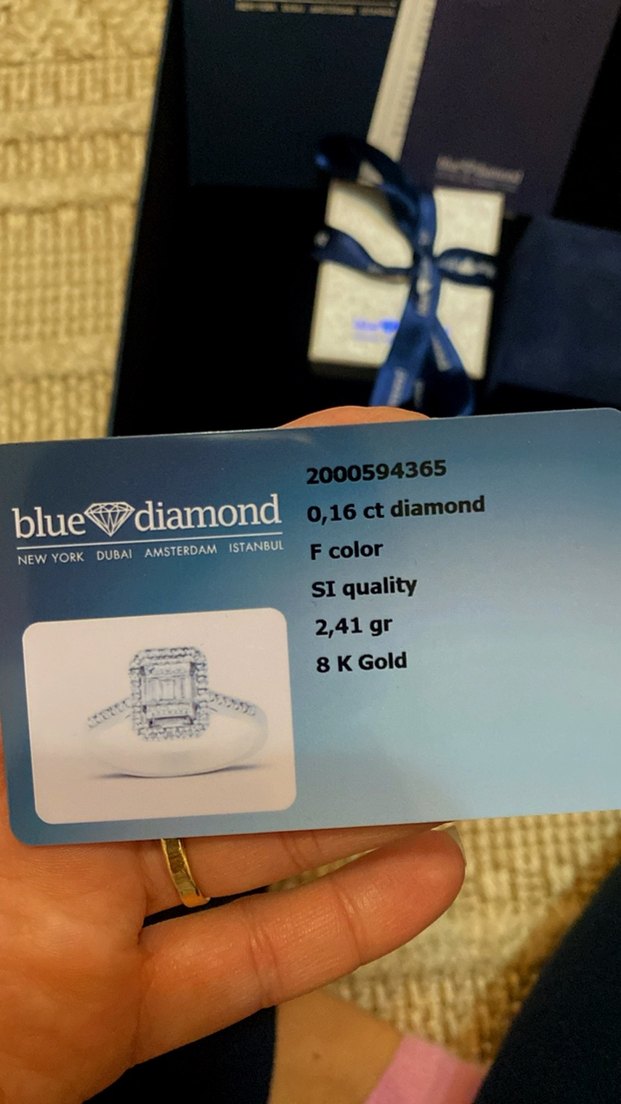 blue diamond
NEW YORK DUBAI AMSTERDAM ISTANBUL
2000594365
0,16 ct diamond
F color
SI quality
2,41 gr
8 K Gold